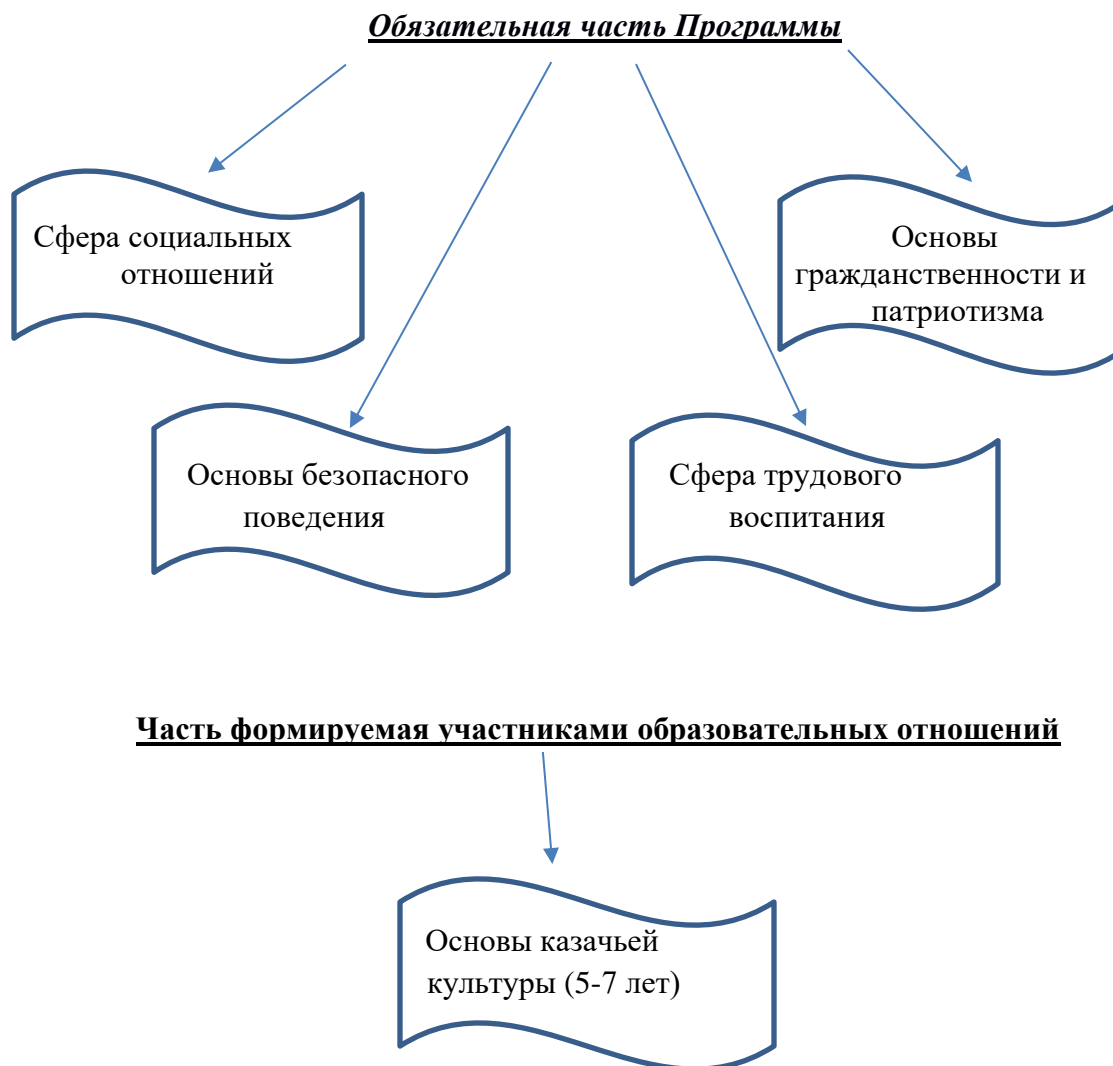 Обязательная часть Программы
Сфера социальных
отношений
Основы
гражданственности и
патриотизма
Основы безопасного
поведения
Сфера трудового
воспитания
Часть формируемая участниками образовательных отношений
Основы казачьей
культуры (5-7 лет)